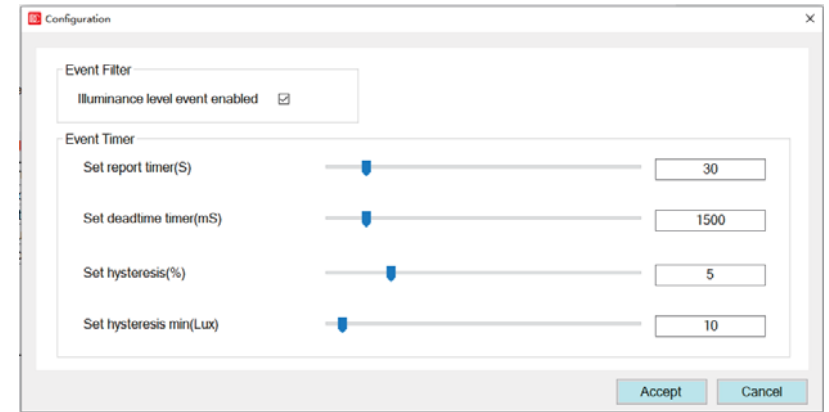 Configuration
Event Filter
Illuminance level event enabled
Event Timer
Set report timer(S) 30
Set deadtime timer(mS) 1500
Set hysteresis(%) 5
Set hysteresis min(Lux) 10
Accept Cancel